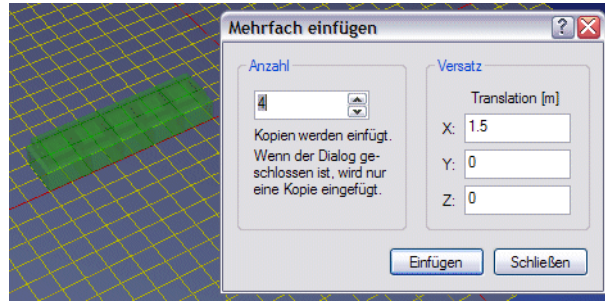 Mehrfach einfügen
Anzahl
4
Kopien werden einfügt.
Wenn der Dialog ge-
schlossen ist, wird nur
eine Kopie eingefügt.
Versatz
Translation [m]
X: 1.5
Y: 0
Z: 0
Einfügen
Schließen